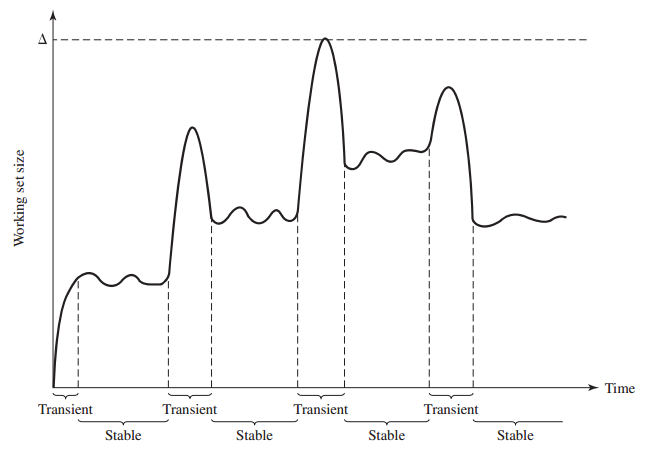 Δ
Working set size
Time
Transient
Transient
Transient
Transient
Stable
Stable
Stable
Stable